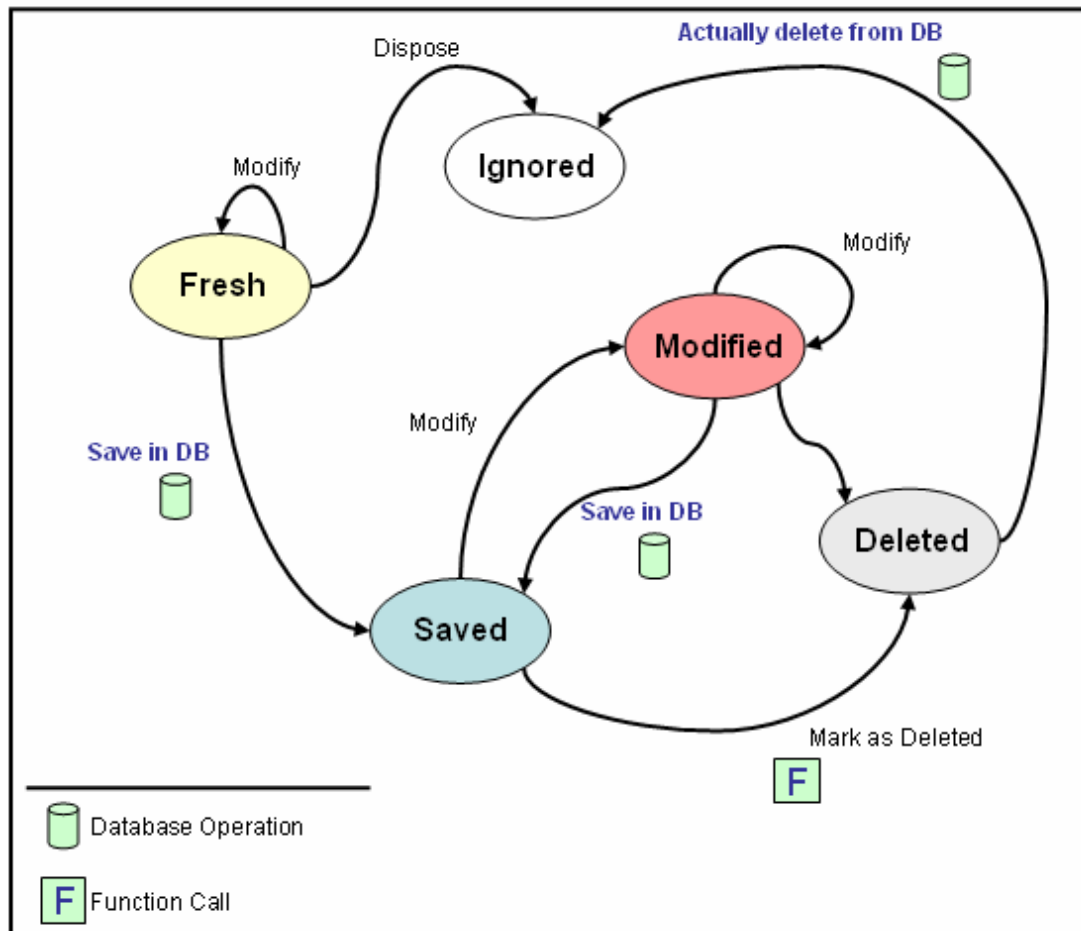 Actually delete from DB
Dispose
Ignored
Modify
Fresh
Modify
Modified
Modify
Save in DB
Save in DB
Deleted
Saved
Mark as Deleted
F
Database Operation
F
Function Call